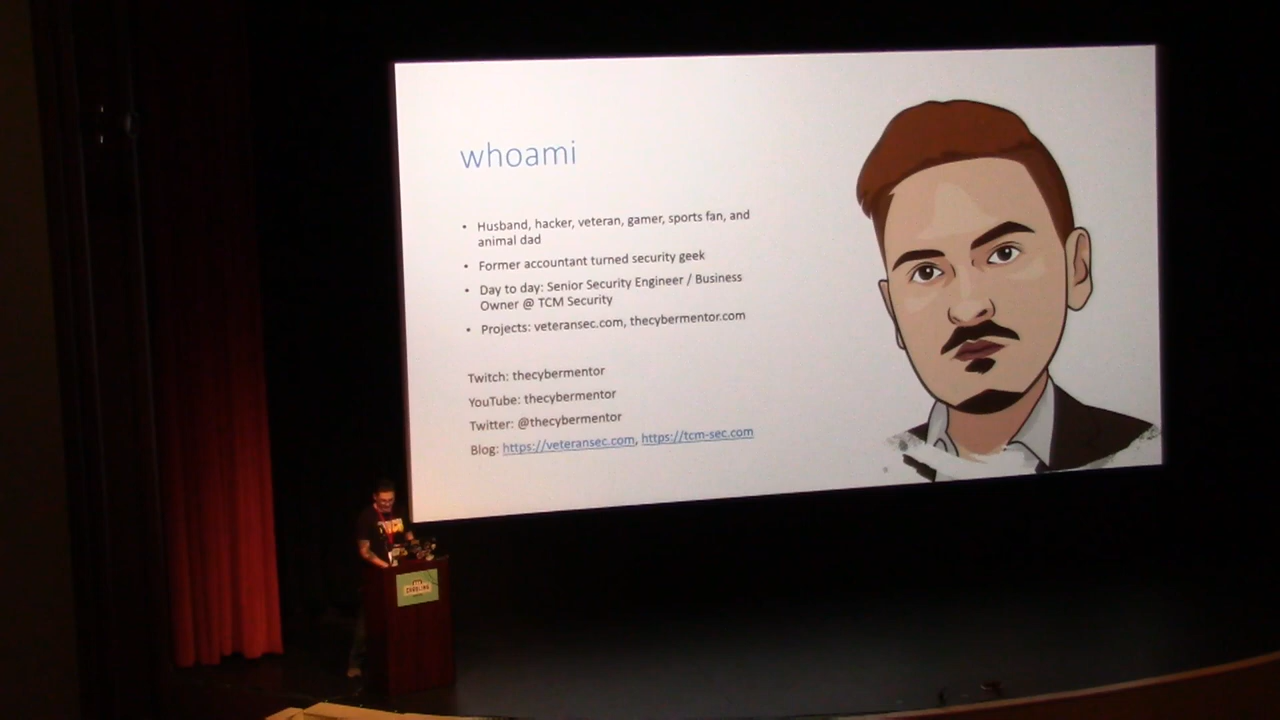 whoami
• Husband, hacker, veteran, gamer, sports fan, and
animal dad
• Former accountant turned security geek
• Day to day: Senior Security Engineer / Business
Owner @ TCM Security
• Projects: veteransec.com, thecybermentor.com
Twitch: thecybermentor
YouTube: thecybermentor
Twitter: @thecybermentor
Blog: https://veteransec.com, https://tcm-sec.com